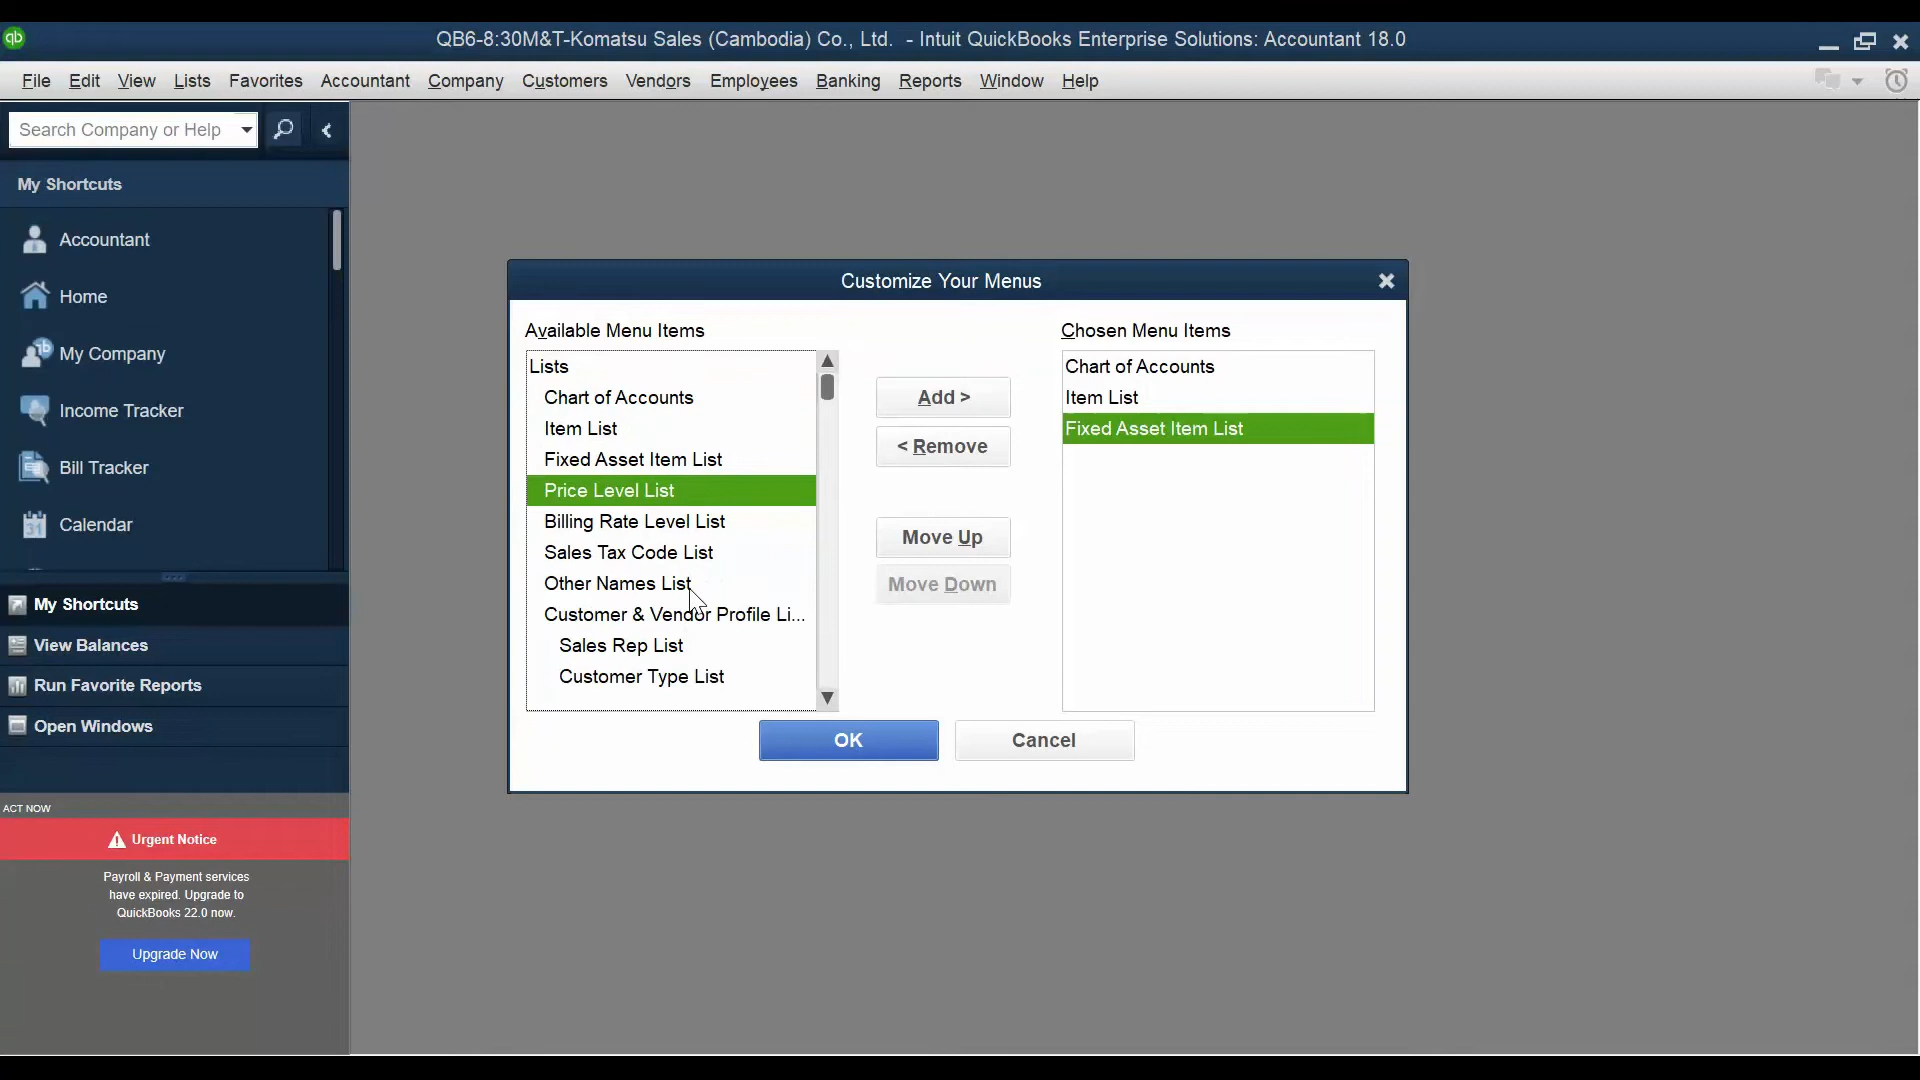 qb
QB6-8:30M&T-Komatsu Sales (Cambodia) Co., Ltd. - Intuit QuickBooks Enterprise Solutions: Accountant 18.0
File Edit View Lists Favorites Accountant Company Customers Vendors Employees Banking Reports Window Help
Search Company or Help
My Shortcuts
Accountant
Home
My Company
Income Tracker
Bill Tracker
31 Calendar
My Shortcuts
View Balances
Run Favorite Reports
Open Windows
ACT NOW
Urgent Notice
Payroll & Payment services
have expired. Upgrade to
QuickBooks 22.0 now.
Upgrade Now
Customize Your Menus
Available Menu Items
Lists
Chart of Accounts
Item List
Fixed Asset Item List
Price Level List
Billing Rate Level List
Sales Tax Code List
Other Names List
Customer & Vendor Profile Li...
Sales Rep List
Customer Type List
Add >
< Remove
Move Up
Move Down
Chosen Menu Items
Chart of Accounts
Item List
Fixed Asset Item List
OK
Cancel